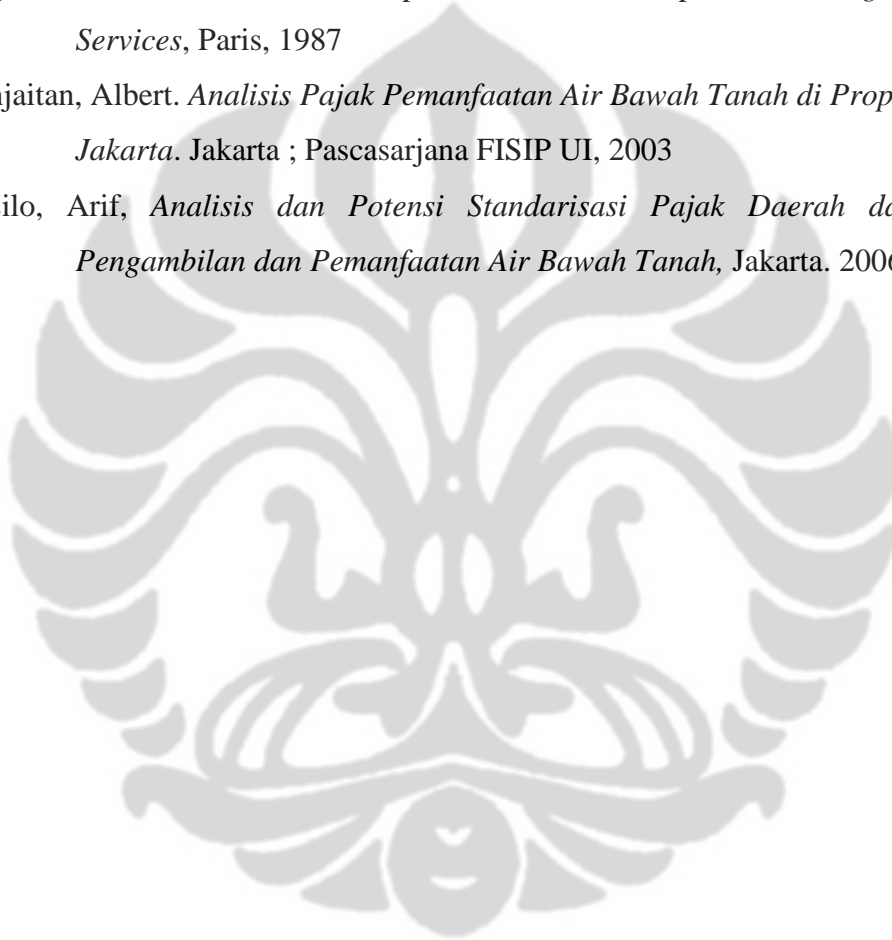 Services, Paris, 1987
njaitan, Albert. Analisis Pajak Pemanfaatan Air Bawah Tanah di Prop
Jakarta. Jakarta ; Pascasarjana FISIP UI, 2003
ilo, Arif, Analisis dan Potensi Standarisasi Pajak Daerah da
Pengambilan dan Pemanfaatan Air Bawah Tanah, Jakarta. 2006